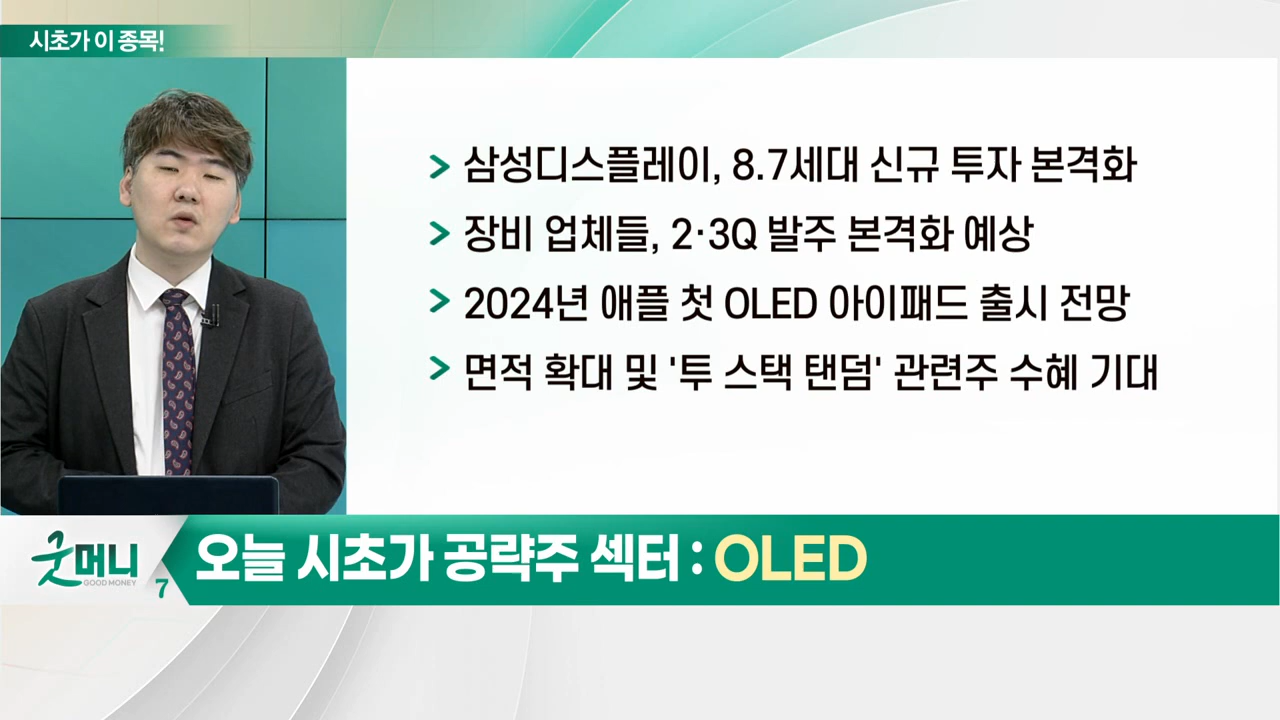 시초가 이 종목!
> 삼성디스플레이, 8.7세대 신규 투자 본격화
> 장비 업체들, 2·3Q 발주 본격화 예상
> 2024년 애플 첫 OLED 아이패드 출시 전망
> 면적 확대 및 '투 스택 탠덤' 관련주 수혜 기대
굿머니
GOOD MONEY
7
오늘 시초가 공략주 섹터 : OLED